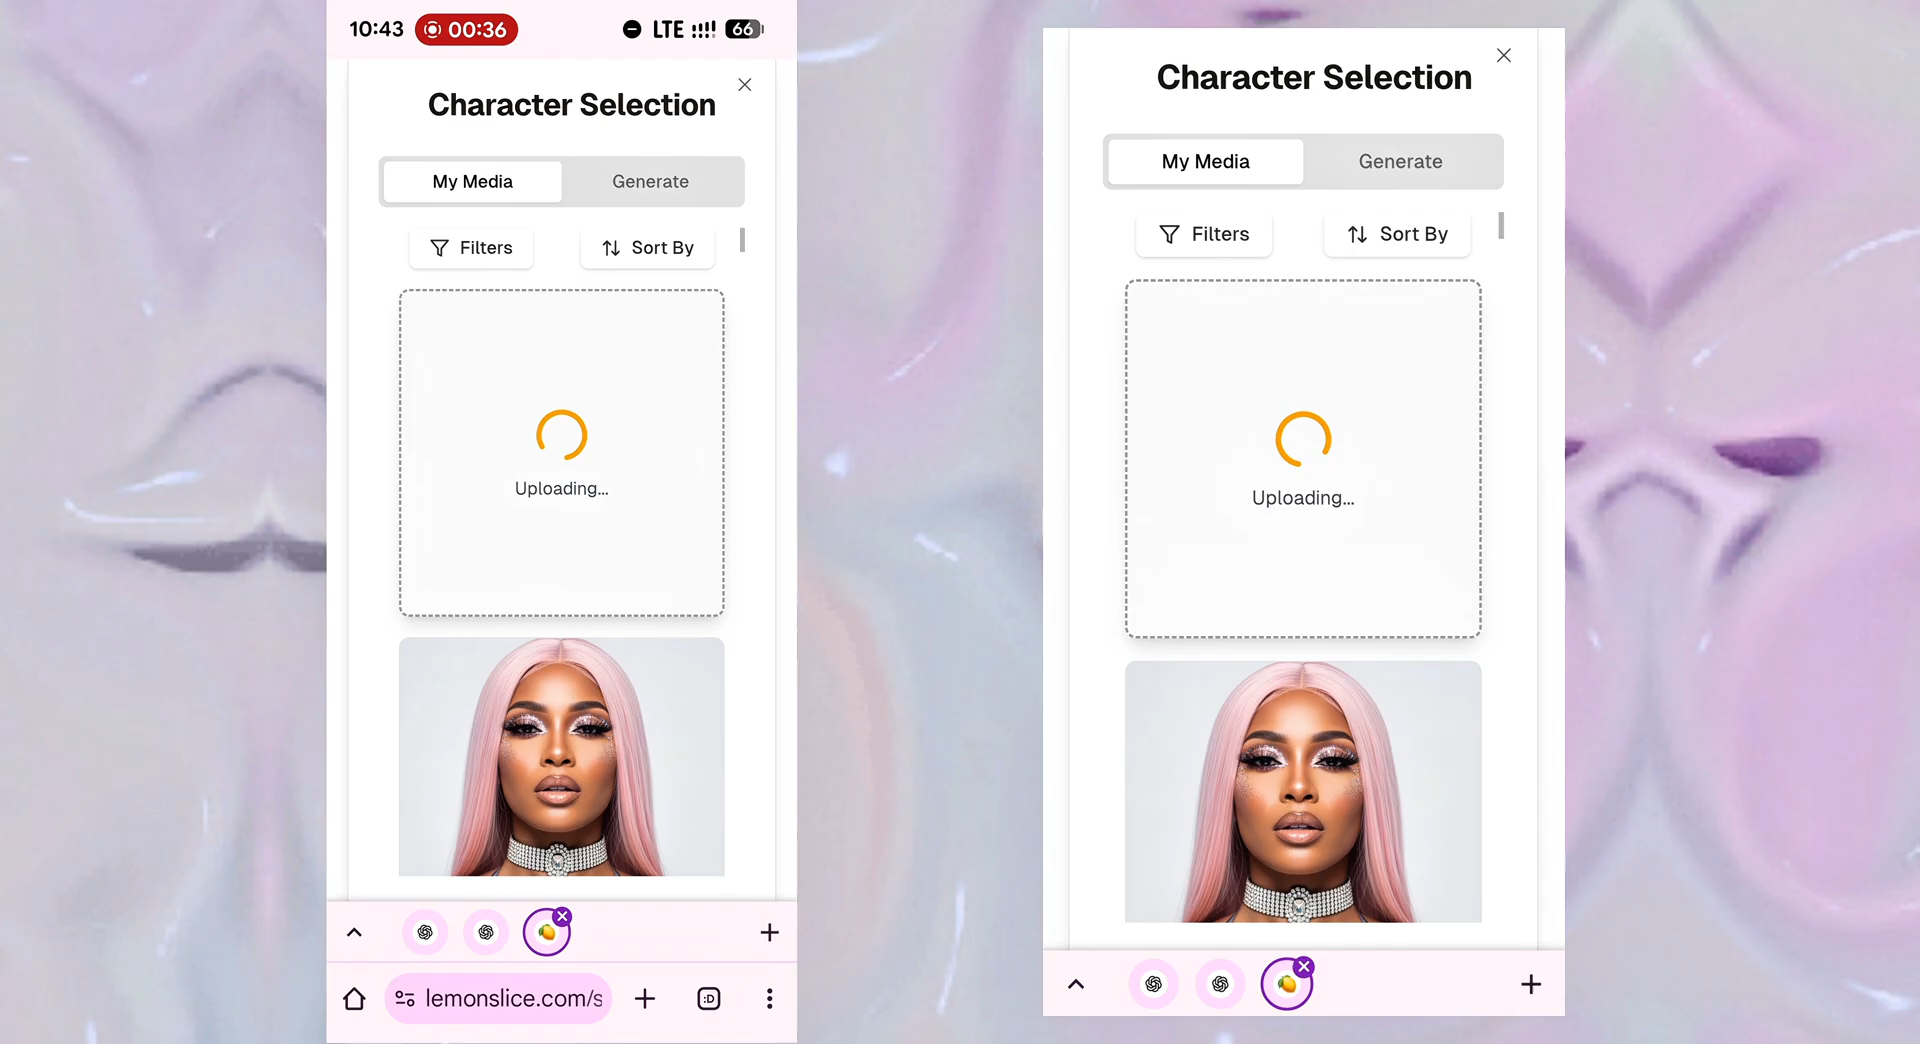 10:43 00:36 LTE 66
Character Selection
My Media Generate
Filters Sort By
Uploading...
lemonslice.com/s
Character Selection
My Media Generate
Filters Sort By
Uploading...